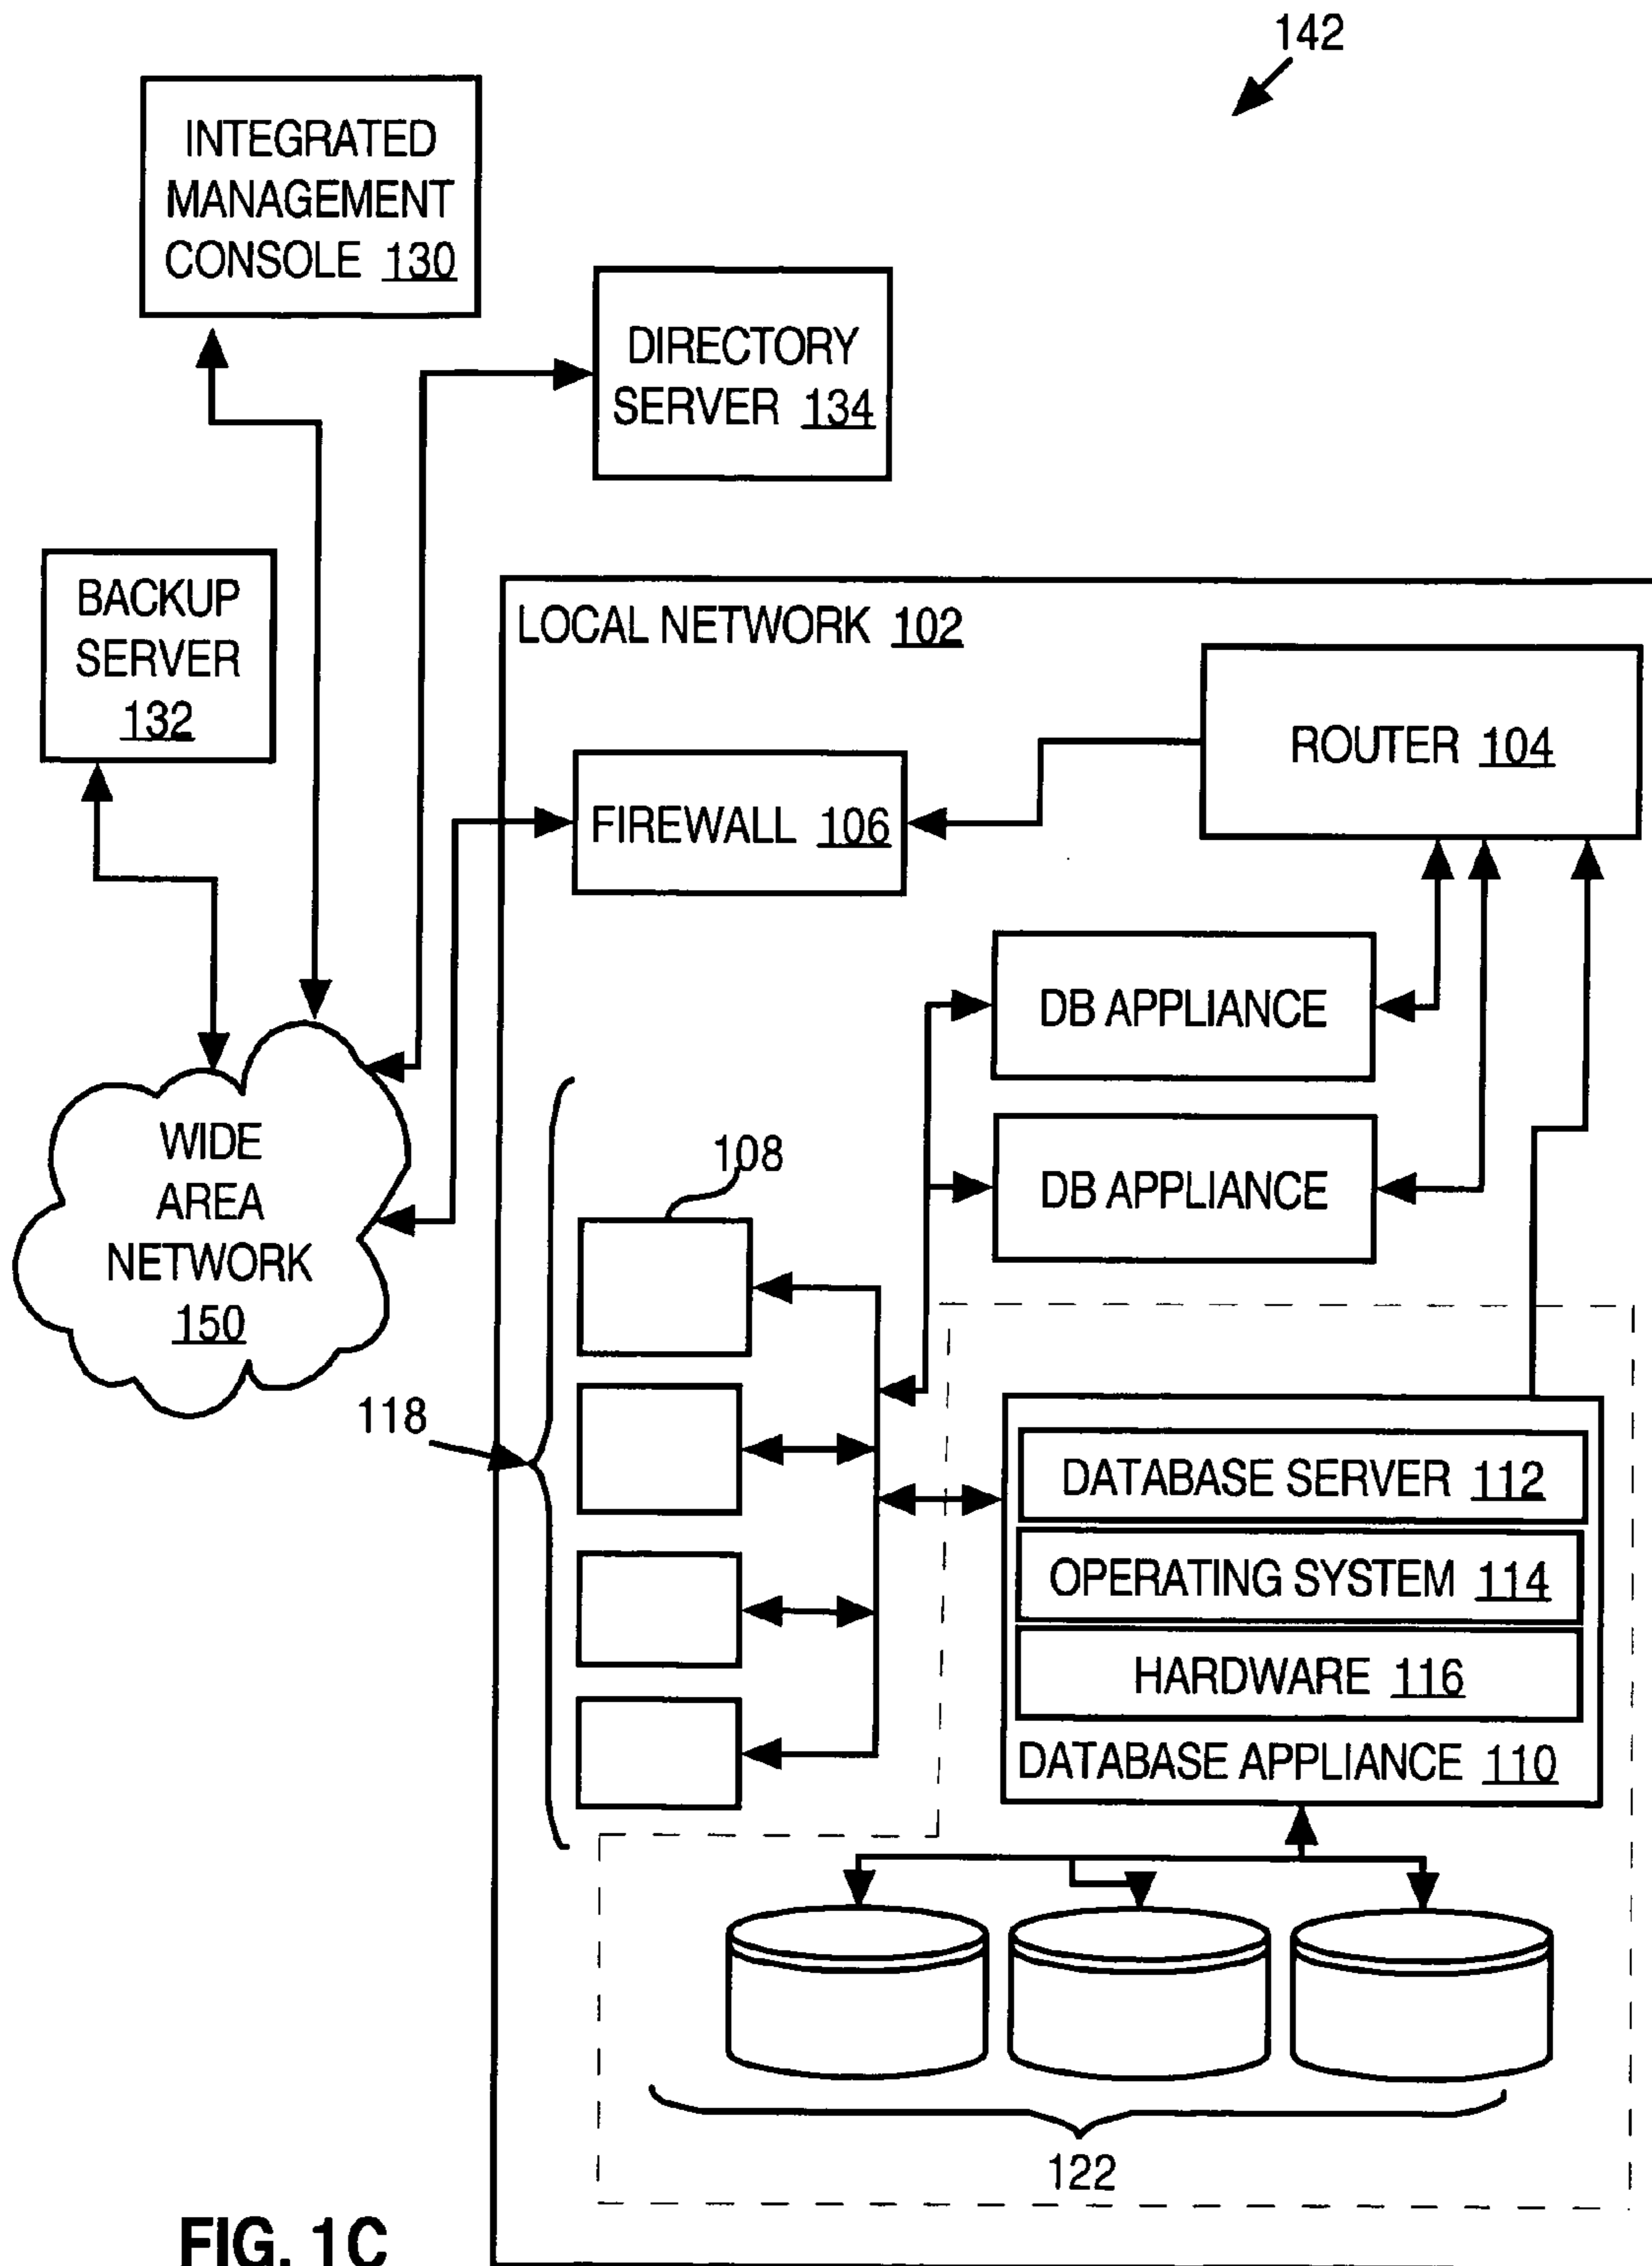 142
INTEGRATED
MANAGEMENT
CONSOLE 130
DIRECTORY
SERVER 134
BACKUP
SERVER
132
LOCAL NETWORK 102
ROUTER 104
FIREWALL 106
DB APPLIANCE
DB APPLIANCE
WIDE
AREA
NETWORK
150
108
118
DATABASE SERVER 112
OPERATING SYSTEM 114
HARDWARE 116
DATABASE APPLIANCE 110
122
FIG. 1C